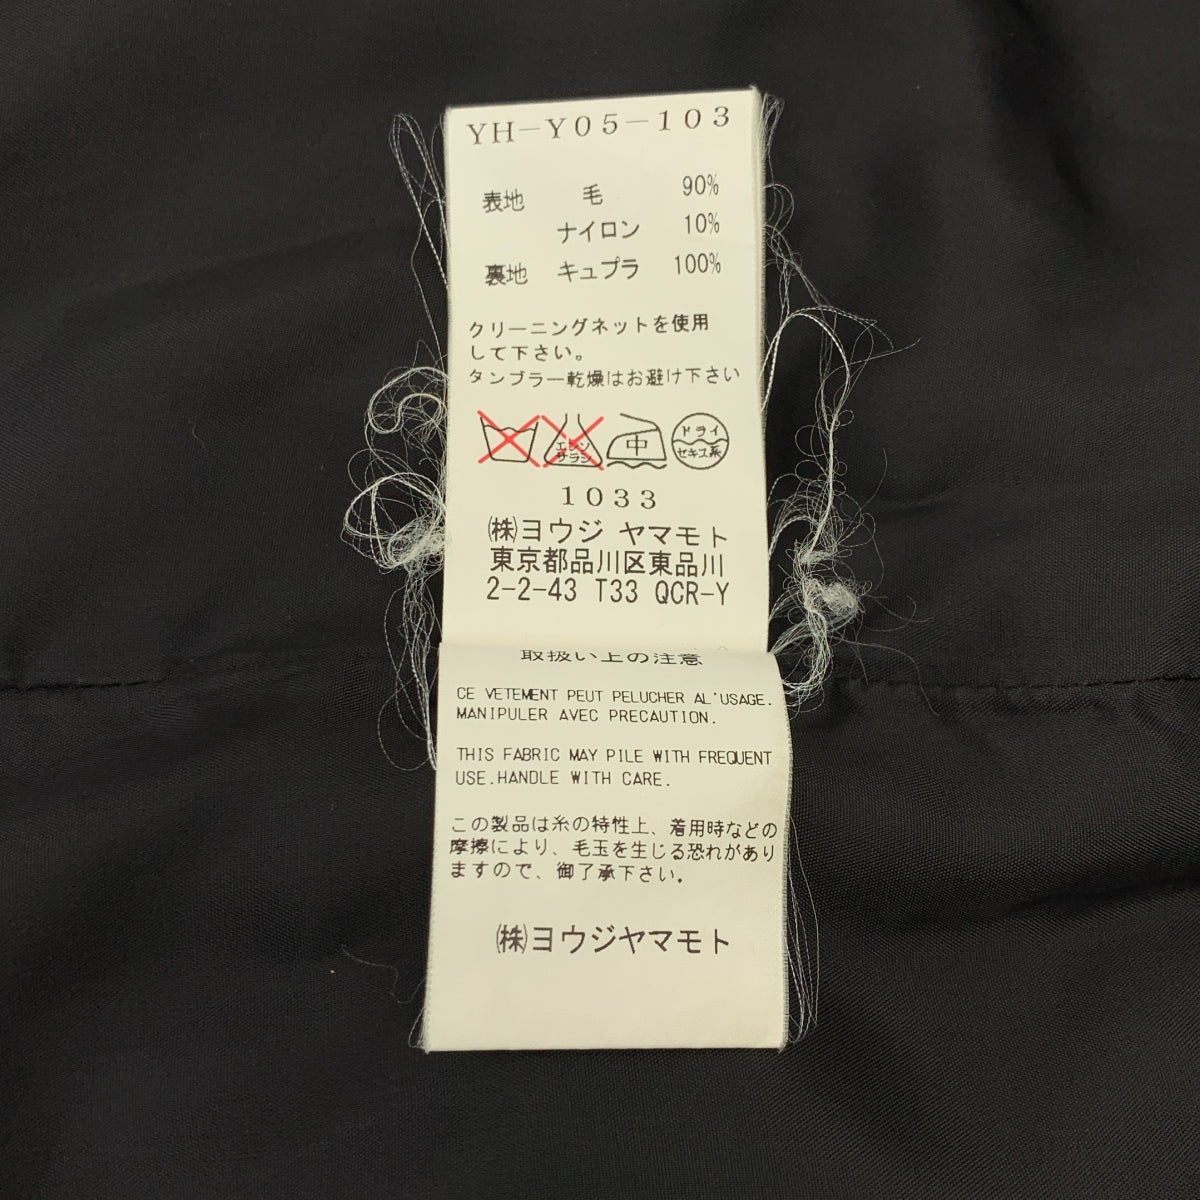 YH-Y05-103
表地 毛 90%
ナイロン 10%
裏地 キュプラ 100%
クリーニングネットを使用
して下さい。
タンブラー乾燥はお避け下さい
エンソ サラシ 中 ドライ セキユ系
1033
㈱ヨウジ ヤマモト
東京都品川区東品川
2-2-43 T33 QCR-Y
取扱い上の注意
CE VETEMENT PEUT PELUCHER AL'USAGE.
MANIPULER AVEC PRECAUTION.
THIS FABRIC MAY PILE WITH FREQUENT
USE.HANDLE WITH CARE.
この製品は糸の特性上、着用時などの
摩擦により、毛玉を生じる恐れがあり
ますので、御了承下さい。
㈱ヨウジヤマモト